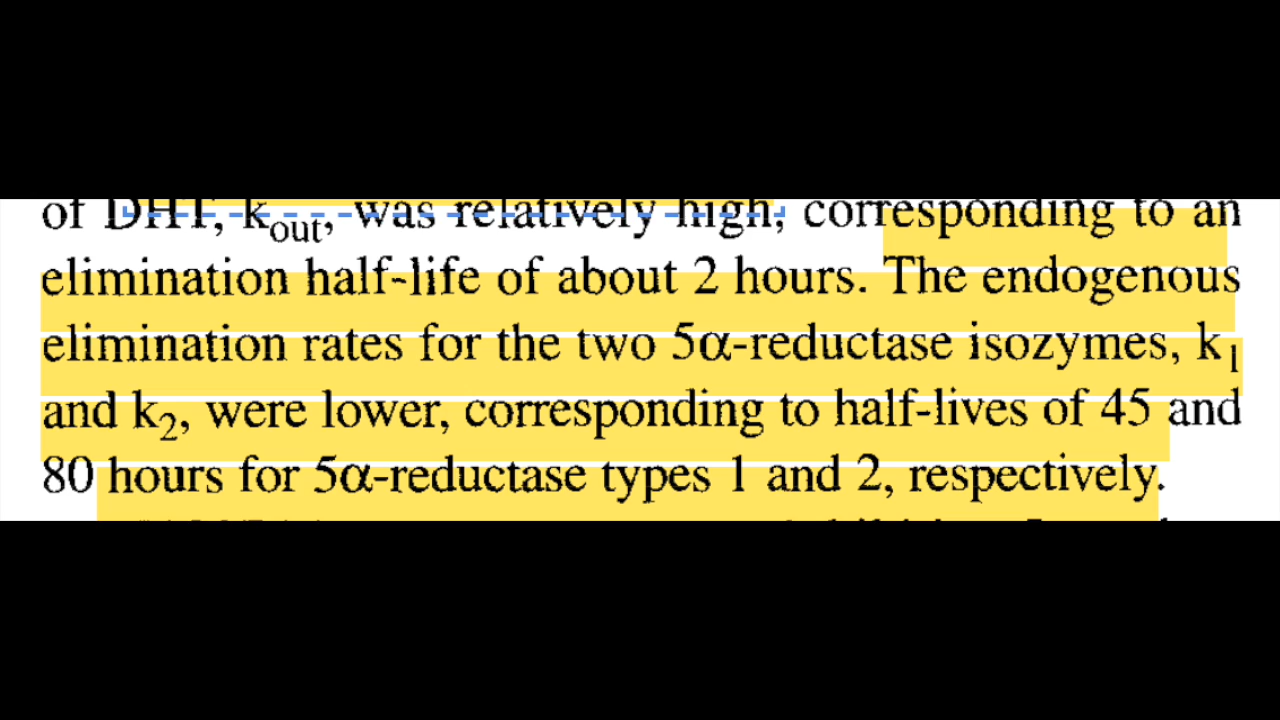 of DHT, kout, was relatively high, corresponding to an
elimination half-life of about 2 hours. The endogenous
elimination rates for the two 5α-reductase isozymes, k1
and k2, were lower, corresponding to half-lives of 45 and
80 hours for 5α-reductase types 1 and 2, respectively.